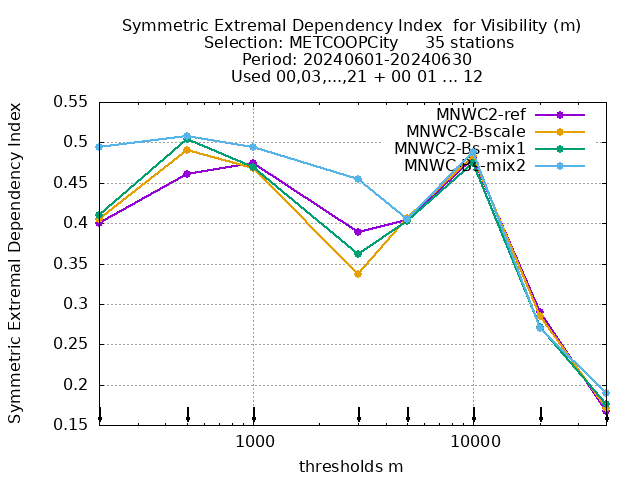 Symmetric Extremal Dependency Index  for Visibility (m)
Selection: METCOOPCity     35 stations
Period: 20240601-20240630
Used 00,03,...,21 + 00 01 ... 12
Symmetric Extremal Dependency Index
0.55
0.5
0.45
0.4
0.35
0.3
0.25
0.2
0.15
MNWC2-ref
MNWC2-Bscale
MNWC2-Bs-mix1
MNWC-Bs-mix2
1000
10000
thresholds m